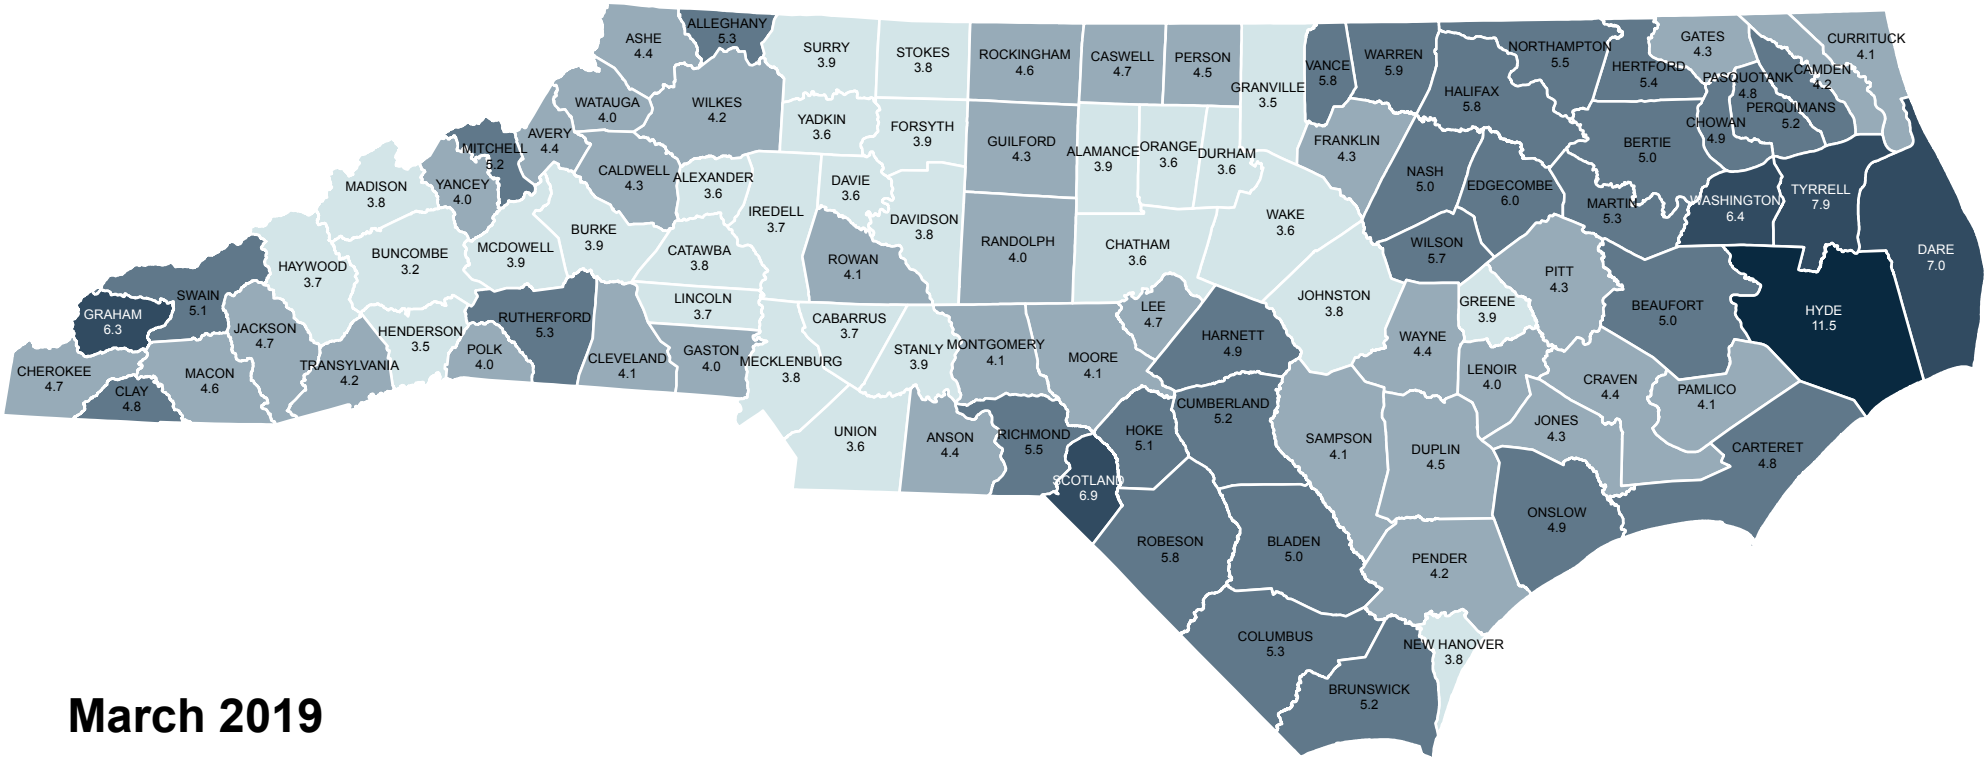 ALLEGHANY
5.3
ASHE
4.4
SURRY
3.9
STOKES
3.8
ROCKINGHAM
4.6
CASWELL
4.7
PERSON
4.5
GRANVILLE
3.5
VANCE
5.8
WARREN
5.9
HALIFAX
5.8
NORTHAMPTON
5.5
HERTFORD
5.4
GATES
4.3
CURRITUCK
4.1
CAMDEN
4.2
PASQUOTANK
4.8
PERQUIMANS
5.2
CHOWAN
4.9
WATAUGA
4.0
WILKES
4.2
YADKIN
3.6
FORSYTH
3.9
GUILFORD
4.3
ALAMANCE
3.9
ORANGE
3.6
DURHAM
3.6
FRANKLIN
4.3
BERTIE
5.0
AVERY
4.4
MITCHELL
5.2
YANCEY
4.0
MADISON
3.8
CALDWELL
4.3
ALEXANDER
3.6
IREDELL
3.7
DAVIE
3.6
DAVIDSON
3.8
RANDOLPH
4.0
CHATHAM
3.6
WAKE
3.6
NASH
5.0
EDGECOMBE
6.0
MARTIN
5.3
WASHINGTON
6.4
TYRRELL
7.9
DARE
7.0
HAYWOOD
3.7
BUNCOMBE
3.2
MCDOWELL
3.9
BURKE
3.9
CATAWBA
3.8
ROWAN
4.1
WILSON
5.7
PITT
4.3
BEAUFORT
5.0
HYDE
11.5
SWAIN
5.1
GRAHAM
6.3
JACKSON
4.7
HENDERSON
3.5
RUTHERFORD
5.3
LINCOLN
3.7
CABARRUS
3.7
LEE
4.7
JOHNSTON
3.8
GREENE
3.9
WAYNE
4.4
HARNETT
4.9
CHEROKEE
4.7
CLAY
4.8
MACON
4.6
TRANSYLVANIA
4.2
POLK
4.0
CLEVELAND
4.1
GASTON
4.0
MECKLENBURG
3.8
STANLY
3.9
MONTGOMERY
4.1
MOORE
4.1
LENOIR
4.0
CRAVEN
4.4
PAMLICO
4.1
JONES
4.3
CARTERET
4.8
UNION
3.6
ANSON
4.4
RICHMOND
5.5
SCOTLAND
6.9
HOKE
5.1
CUMBERLAND
5.2
SAMPSON
4.1
DUPLIN
4.5
ONSLOW
4.9
ROBESON
5.8
BLADEN
5.0
PENDER
4.2
COLUMBUS
5.3
NEW HANOVER
3.8
BRUNSWICK
5.2
March 2019